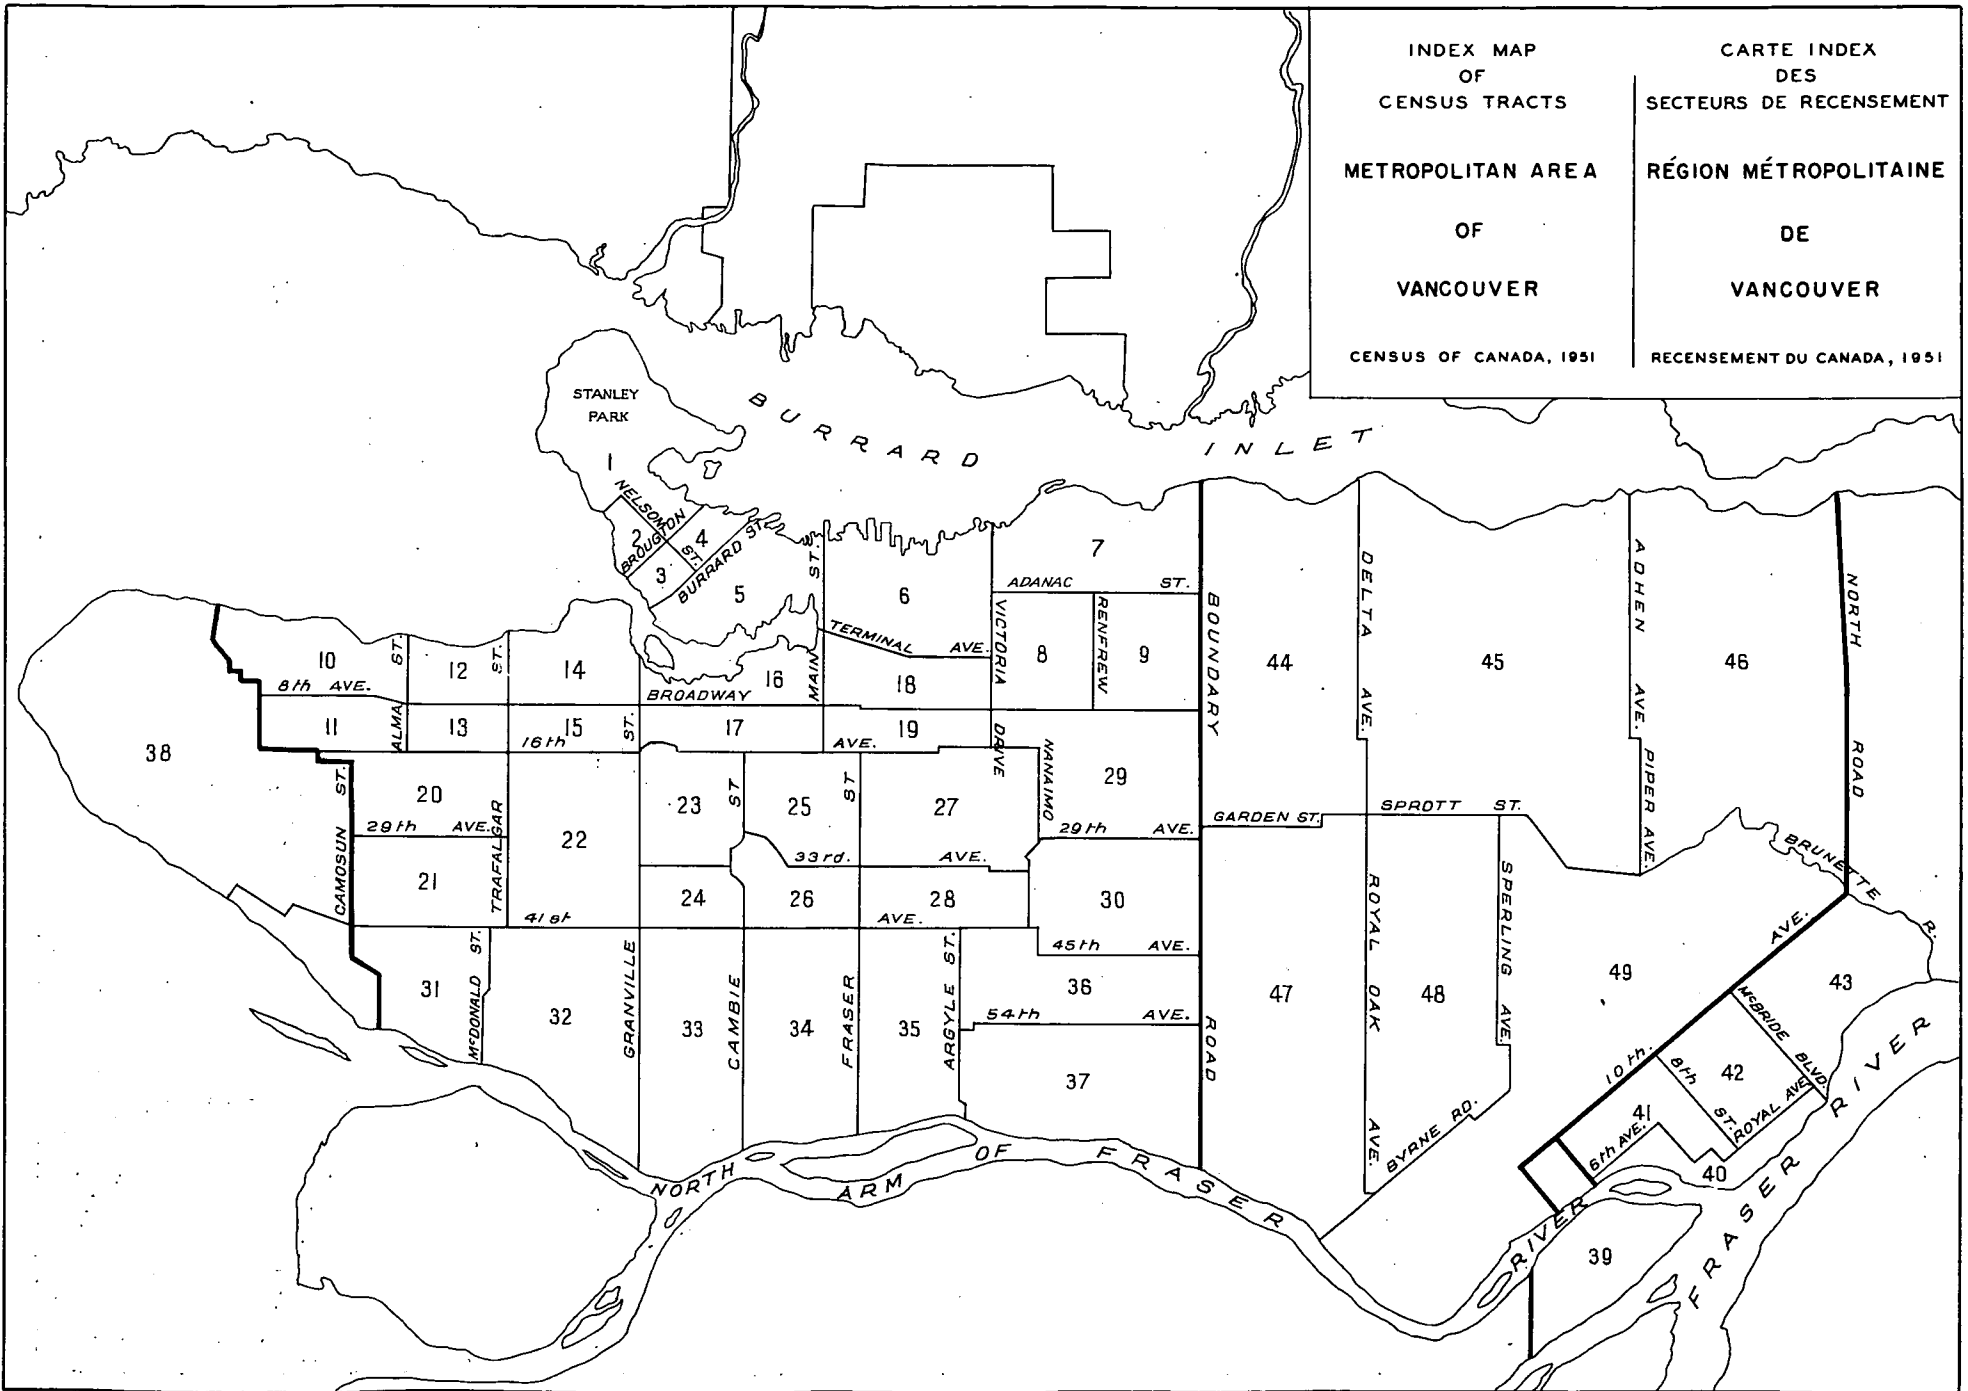 INDEX MAP
OF
CENSUS TRACTS
METROPOLITAN AREA
OF
VANCOUVER
CENSUS OF CANADA, 1951
CARTE INDEX
DES
SECTEURS DE RECENSEMENT
RÉGION MÉTROPOLITAINE
DE
VANCOUVER
RECENSEMENT DU CANADA, 1951
STANLEY
PARK
BURRARD INLET
1
NELSON ST.
BROUGTON
2
4
3
BURRARD ST.
5
MAIN ST.
6
7
ADANAC ST.
VICTORIA DRIVE
RENFREW
8
9
TERMINAL AVE.
10
8th AVE.
ALMA ST.
12
ST.
14
16
18
BROADWAY
11
13
15
ST.
17
19
16th AVE.
38
CAMOSUN ST.
20
29th AVE.
21
TRAFALGAR
22
23
ST
25
ST
27
NANAIMO
29
29th AVE.
33rd. AVE.
24
26
28
30
41st AVE.
45th AVE.
31
McDONALD ST.
32
GRANVILLE
33
CAMBIE
34
FRASER
35
ARGYLE ST.
36
54th AVE.
37
BOUNDARY ROAD
44
DELTA AVE.
45
ADHEN AVE.
PIPER AVE.
46
NORTH ROAD
GARDEN ST.
SPROTT ST.
BRUNETTE R.
47
ROYAL OAK AVE.
48
SPERLING AVE.
49
10th. AVE.
43
McBRIDE BLVD.
42
8th ST.
ROYAL AVE.
41
6th AVE.
40
BYRNE RD.
39
NORTH ARM OF FRASER RIVER
FRASER RIVER